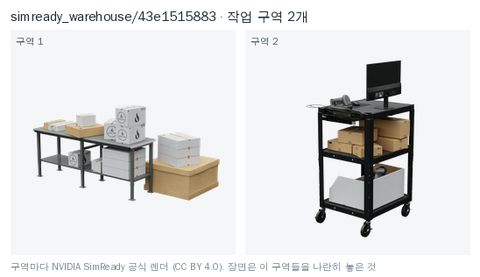 simready_warehouse/43e1515883 · 작업 구역 2개
구역 1
구역 2
구역마다 NVIDIA SimReady 공식 렌더 (CC BY 4.0). 장면은 이 구역들을 나란히 놓은 것